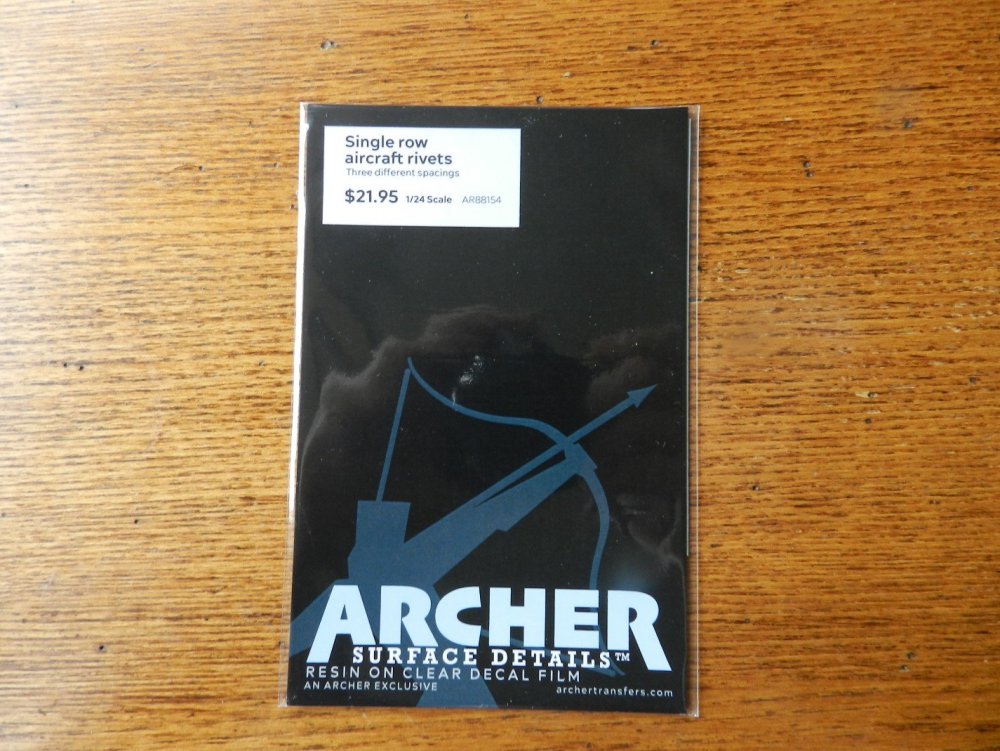 Single row
aircraft rivets
Three different spacings
$21.95 1/24 Scale AR88154
ARCHER
SURFACE DETAILS™
RESIN ON CLEAR DECAL FILM
AN ARCHER EXCLUSIVE
archertransfers.com